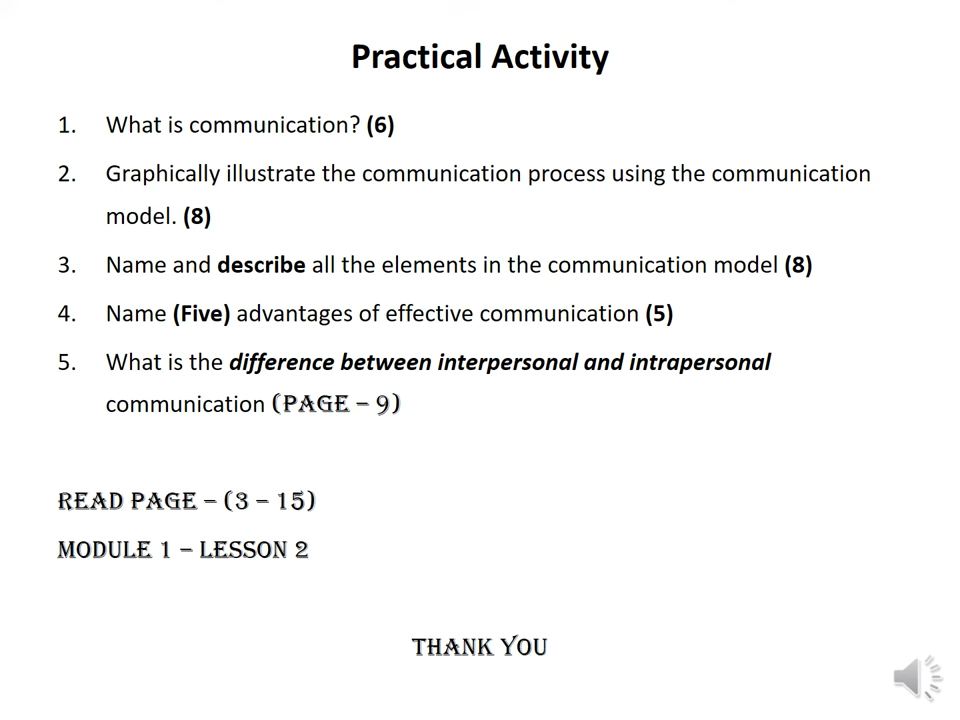 Practical Activity
1. What is communication? (6)
2. Graphically illustrate the communication process using the communication
model. (8)
3. Name and describe all the elements in the communication model (8)
4. Name (Five) advantages of effective communication (5)
5. What is the difference between interpersonal and intrapersonal
communication (PAGE – 9)
READ PAGE – (3 – 15)
MODULE 1 – LESSON 2
THANK YOU